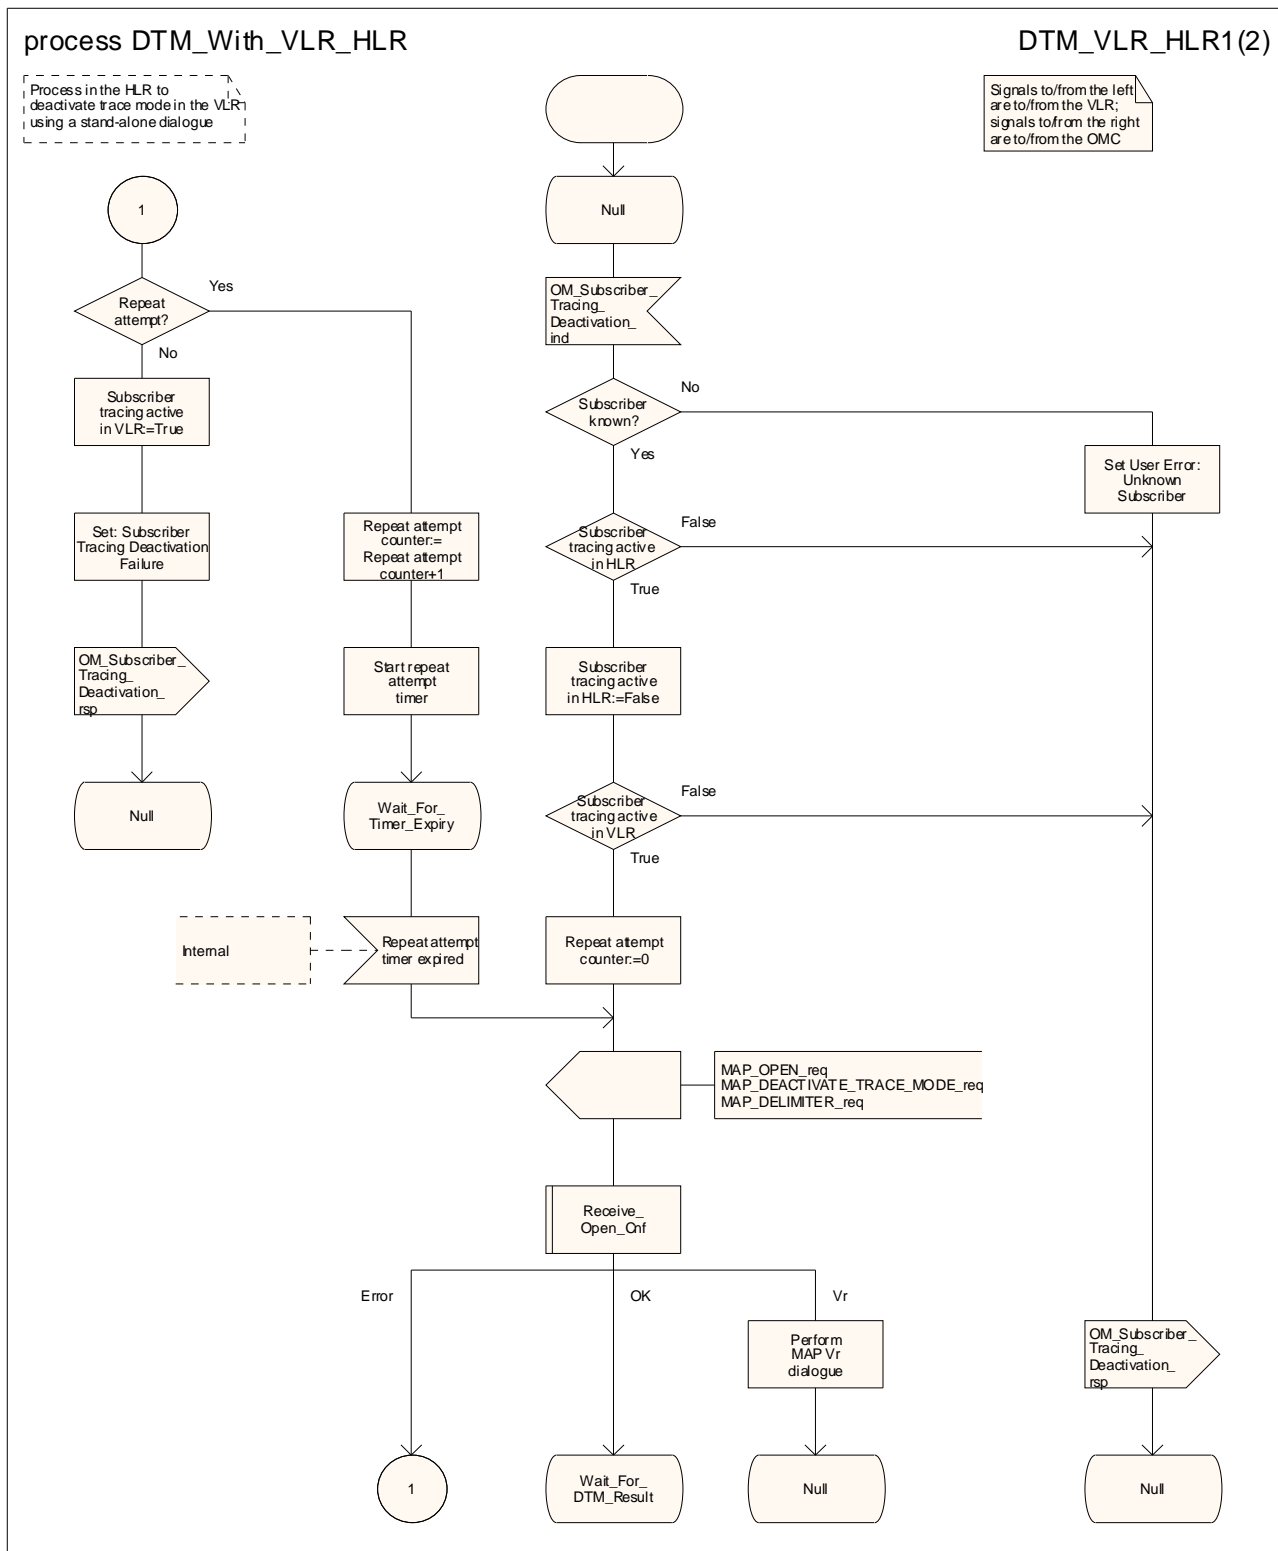 process DTM_With_VLR_HLR
DTM_VLR_HLR1(2)
Process in the HLR to
deactivate trace mode in the VLR
using a stand-alone dialogue
Signals to/from the left
are to/from the VLR;
signals to/from the right
are to/from the OMC
1
Null
Repeat
attempt?
Yes
No
OM_Subscriber_
Tracing_
Deactivation_
ind
Subscriber
tracing active
in VLR:=True
Subscriber
known?
No
Yes
Set User Error:
Unknown
Subscriber
Set: Subscriber
Tracing Deactivation
Failure
Repeat attempt
counter:=
Repeat attempt
counter+1
Subscriber
tracing active
in HLR
False
True
OM_Subscriber_
Tracing_
Deactivation_
rsp
Start repeat
attempt
timer
Subscriber
tracing active
in HLR:=False
Null
Wait_For_
Timer_Expiry
Subscriber
tracing active
in VLR
False
True
Internal
Repeat attempt
timer expired
Repeat attempt
counter:=0
MAP_OPEN_req
MAP_DEACTIVATE_TRACE_MODE_req
MAP_DELIMITER_req
Receive_
Open_Cnf
Error
OK
Vr
Perform
MAP Vr
dialogue
OM_Subscriber_
Tracing_
Deactivation_
rsp
1
Wait_For_
DTM_Result
Null
Null